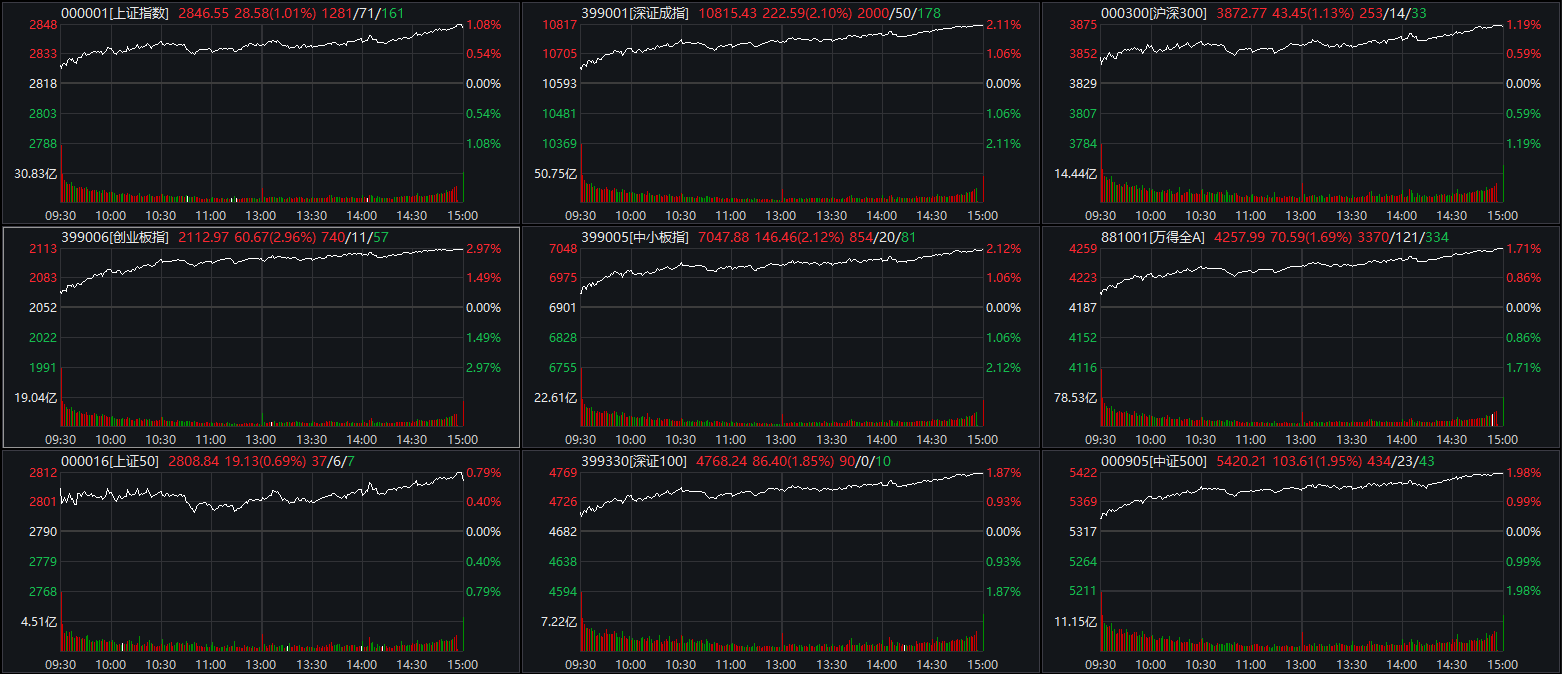 000001[上证指数] 2846.55 28.58(1.01%) 1281/71/161
2848 1.08%
2833 0.54%
2818 0.00%
2803 0.54%
2788 1.08%
30.83亿
09:30 10:00 10:30 11:00 13:00 13:30 14:00 14:30 15:00
399001[深证成指] 10815.43 222.59(2.10%) 2000/50/178
10817 2.11%
10705 1.06%
10593 0.00%
10481 1.06%
10369 2.11%
50.75亿
09:30 10:00 10:30 11:00 13:00 13:30 14:00 14:30 15:00
000300[沪深300] 3872.77 43.45(1.13%) 253/14/33
3875 1.19%
3852 0.59%
3829 0.00%
3807 0.59%
3784 1.19%
14.44亿
09:30 10:00 10:30 11:00 13:00 13:30 14:00 14:30 15:00
399006[创业板指] 2112.97 60.67(2.96%) 740/11/57
2113 2.97%
2083 1.49%
2052 0.00%
2022 1.49%
1991 2.97%
19.04亿
09:30 10:00 10:30 11:00 13:00 13:30 14:00 14:30 15:00
399005[中小板指] 7047.88 146.46(2.12%) 854/20/81
7048 2.12%
6975 1.06%
6901 0.00%
6828 1.06%
6755 2.12%
22.61亿
09:30 10:00 10:30 11:00 13:00 13:30 14:00 14:30 15:00
881001[万得全A] 4257.99 70.59(1.69%) 3370/121/334
4259 1.71%
4223 0.86%
4187 0.00%
4152 0.86%
4116 1.71%
78.53亿
09:30 10:00 10:30 11:00 13:00 13:30 14:00 14:30 15:00
000016[上证50] 2808.84 19.13(0.69%) 37/6/7
2812 0.79%
2801 0.40%
2790 0.00%
2779 0.40%
2768 0.79%
4.51亿
09:30 10:00 10:30 11:00 13:00 13:30 14:00 14:30 15:00
399330[深证100] 4768.24 86.40(1.85%) 90/0/10
4769 1.87%
4726 0.93%
4682 0.00%
4638 0.93%
4594 1.87%
7.22亿
09:30 10:00 10:30 11:00 13:00 13:30 14:00 14:30 15:00
000905[中证500] 5420.21 103.61(1.95%) 434/23/43
5422 1.98%
5369 0.99%
5317 0.00%
5264 0.99%
5211 1.98%
11.15亿
09:30 10:00 10:30 11:00 13:00 13:30 14:00 14:30 15:00